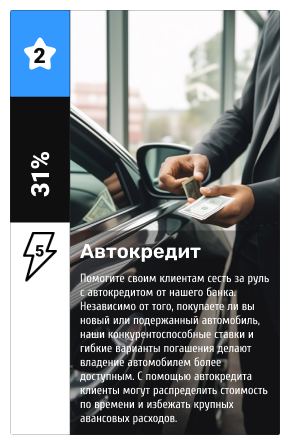 2
31%
5
Автокредит
Помогите своим клиентам сесть за руль
с автокредитом от нашего банка.
Независимо от того, покупаете ли вы
новый или подержанный автомобиль,
наши конкурентоспособные ставки и
гибкие варианты погашения делают
владение автомобилем более
доступным. С помощью автокредита
клиенты могут распределить стоимость
по времени и избежать крупных
авансовых расходов.